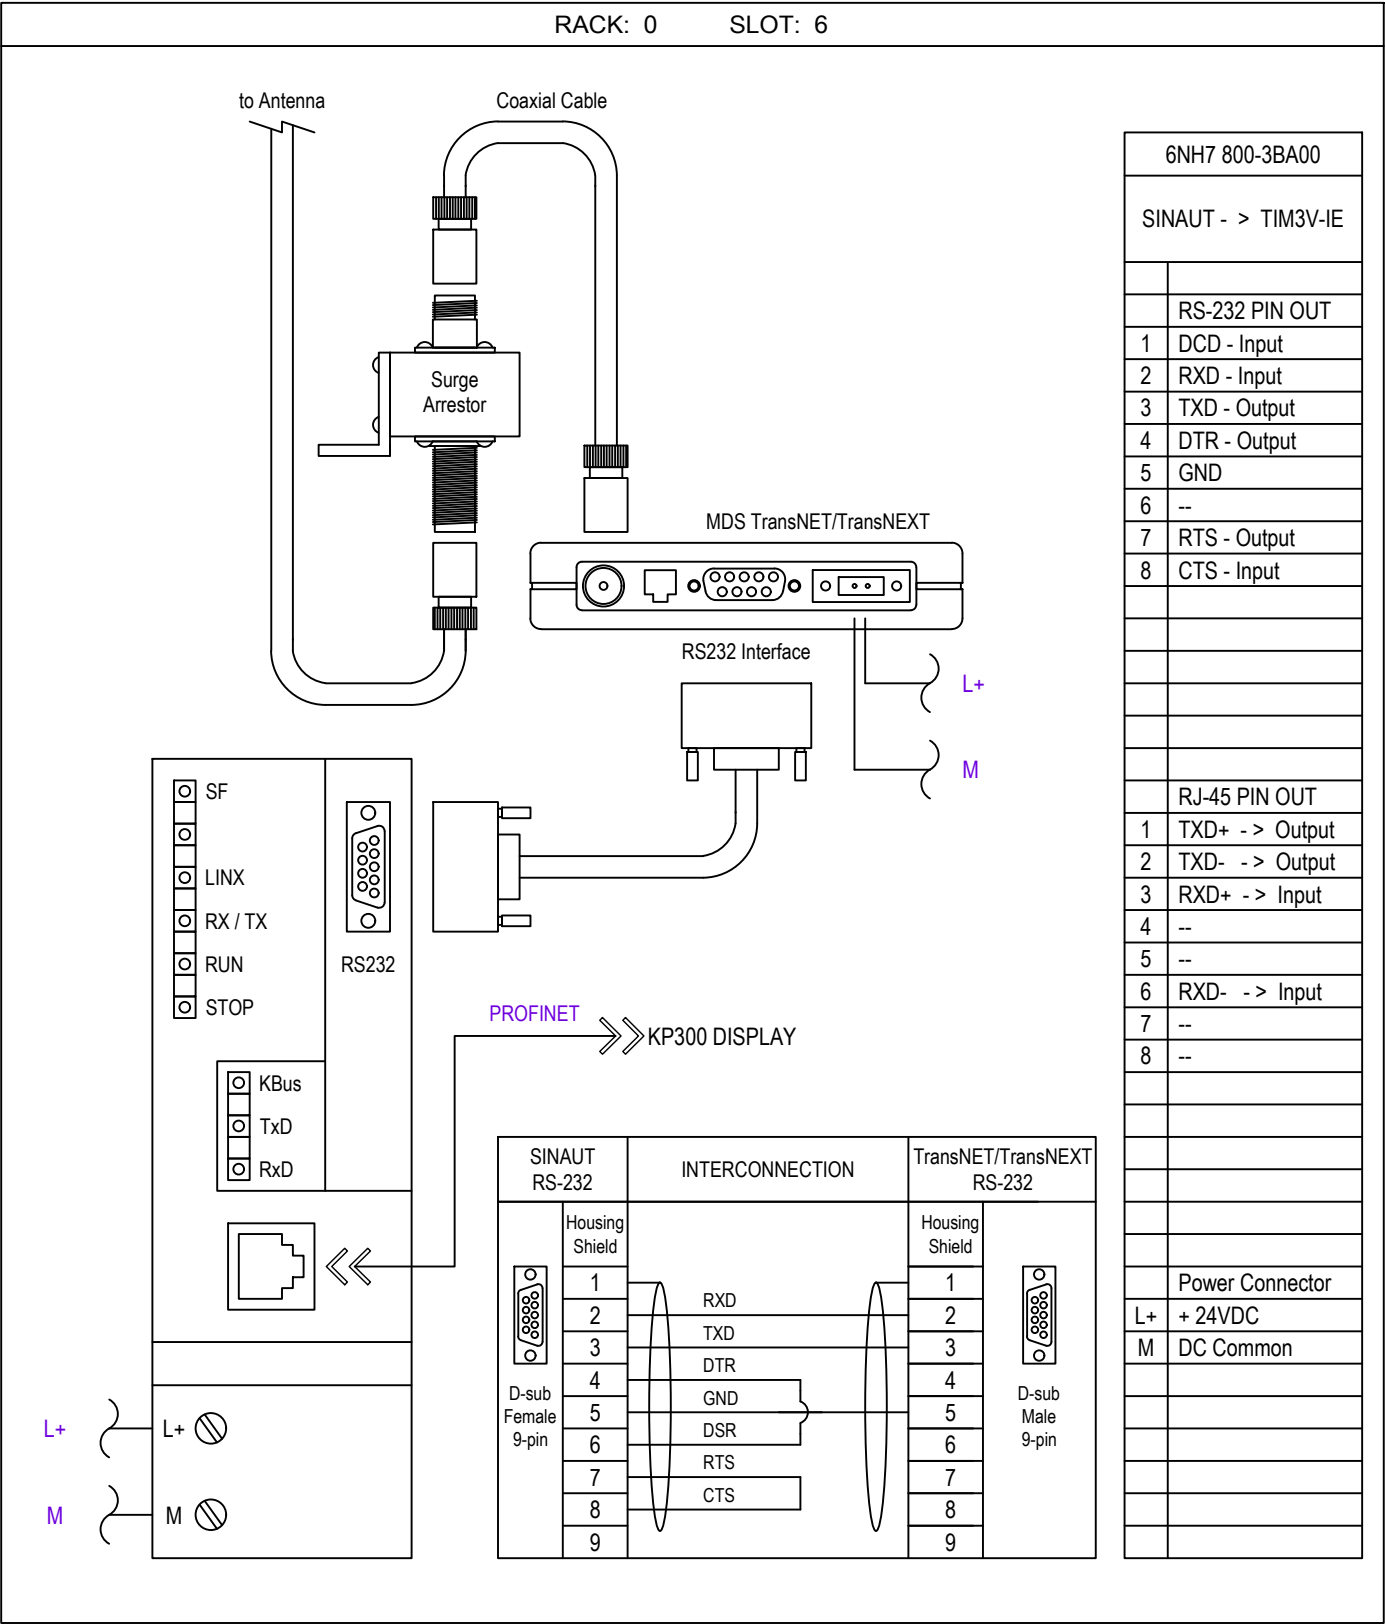 RACK: 0 SLOT: 6
to Antenna
Coaxial Cable
Surge
Arrestor
MDS TransNET/TransNEXT
RS232 Interface
L+
M
SF
LINX
RX / TX
RUN
STOP
RS232
KBus
TxD
RxD
PROFINET
KP300 DISPLAY
L+
L+
M
M
SINAUT
RS-232
INTERCONNECTION
TransNET/TransNEXT
RS-232
Housing
Shield
Housing
Shield
1
1
RXD
2
2
TXD
3
3
DTR
4
4
GND
5
5
DSR
6
6
RTS
7
7
CTS
8
8
9
9
D-sub
Female
9-pin
D-sub
Male
9-pin
6NH7 800-3BA00
SINAUT - > TIM3V-IE
RS-232 PIN OUT
1 DCD - Input
2 RXD - Input
3 TXD - Output
4 DTR - Output
5 GND
6 --
7 RTS - Output
8 CTS - Input
RJ-45 PIN OUT
1 TXD+ - > Output
2 TXD- - > Output
3 RXD+ - > Input
4 --
5 --
6 RXD- - > Input
7 --
8 --
Power Connector
L+ + 24VDC
M DC Common